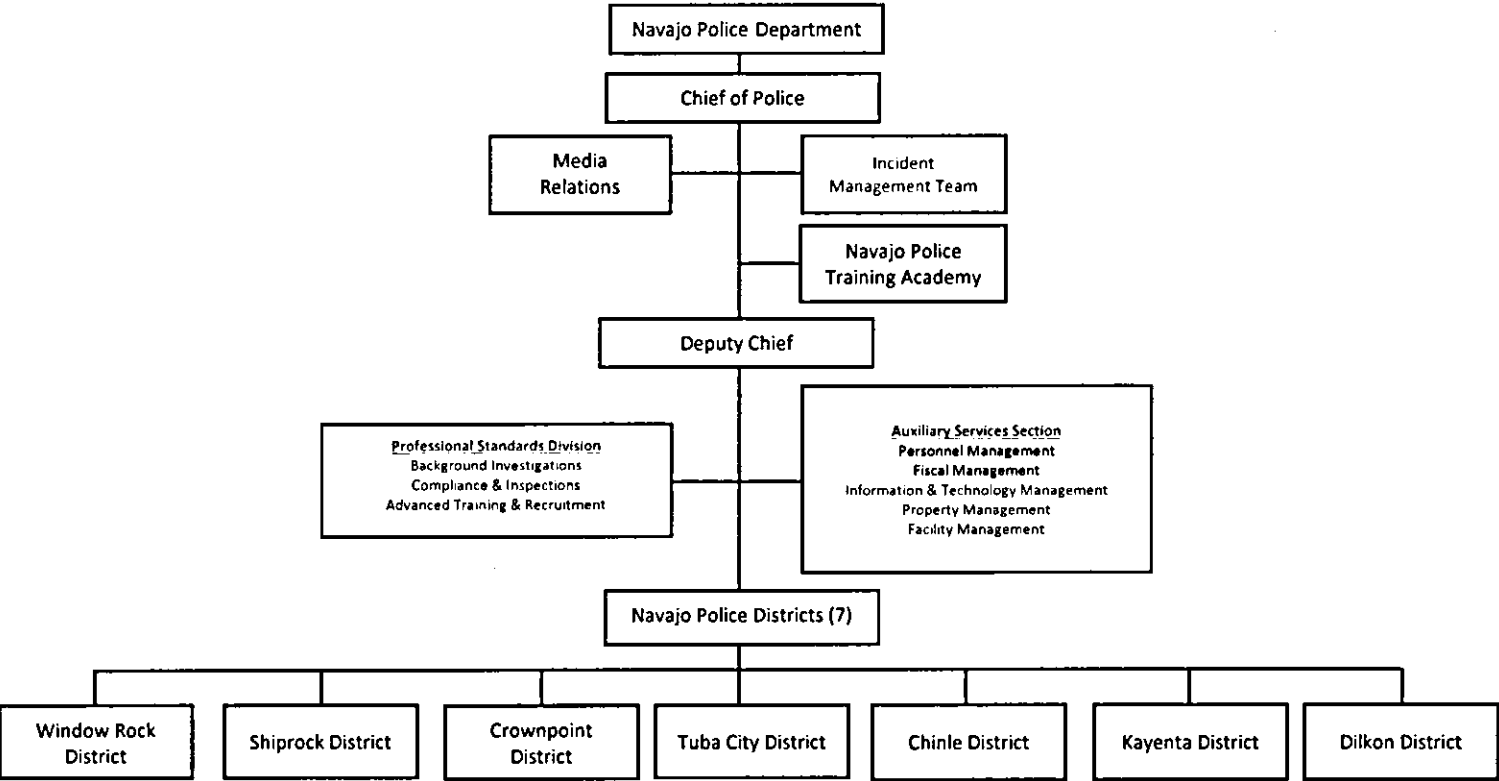 Navajo Police Department
Chief of Police
Media
Relations
Incident
Management Team
Navajo Police
Training Academy
Deputy Chief
Professional Standards Division
Background Investigations
Compliance & Inspections
Advanced Training & Recruitment
Auxiliary Services Section
Personnel Management
Fiscal Management
Information & Technology Management
Property Management
Facility Management
Navajo Police Districts (7)
Window Rock
District
Shiprock District
Crownpoint
District
Tuba City District
Chinle District
Kayenta District
Dilkon District